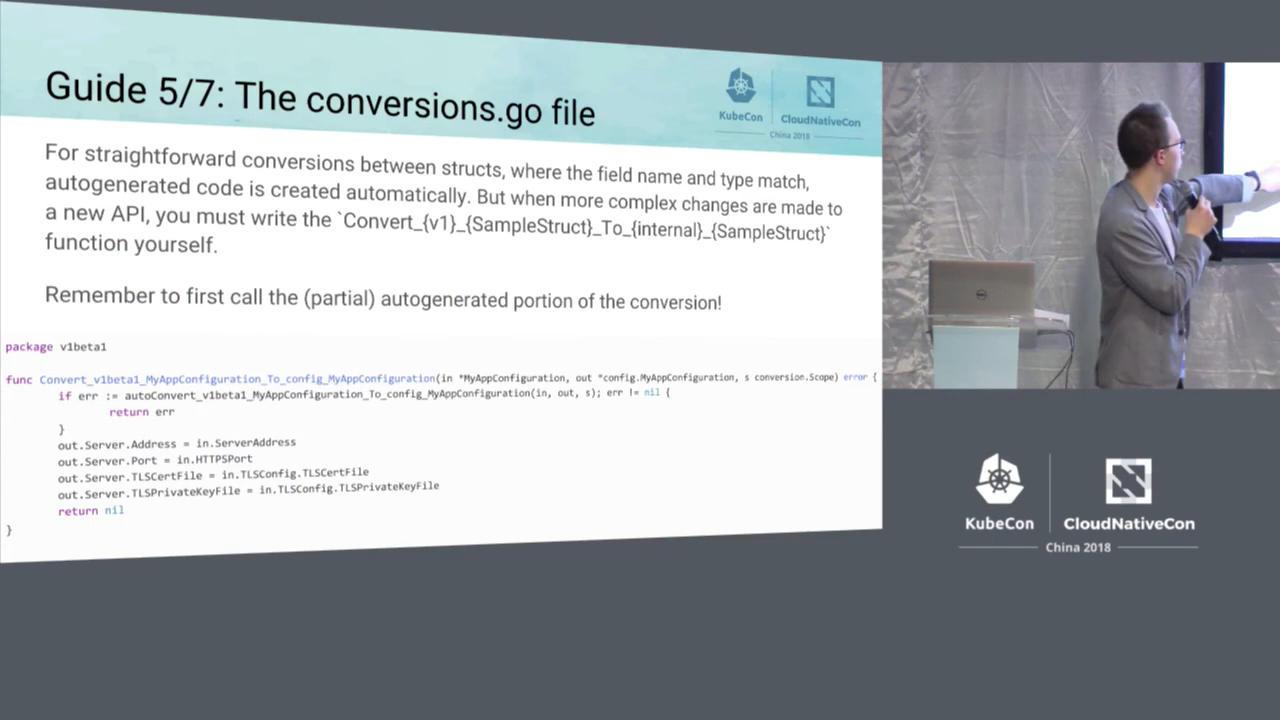 Guide 5/7: The conversions.go file
KubeCon
CloudNativeCon
China 2018
For straightforward conversions between structs, where the field name and type match,
autogenerated code is created automatically. But when more complex changes are made to
a new API, you must write the `Convert_{v1}_{SampleStruct}_To_{internal}_{SampleStruct}`
function yourself.
Remember to first call the (partial) autogenerated portion of the conversion!
package v1beta1
func Convert_v1beta1_MyAppConfiguration_To_config_MyAppConfiguration(in *MyAppConfiguration, out *config.MyAppConfiguration, s conversion.Scope) error {
if err := autoConvert_v1beta1_MyAppConfiguration_To_config_MyAppConfiguration(in, out, s); err != nil {
return err
}
out.Server.Address = in.ServerAddress
out.Server.Port = in.HTTPSPort
out.Server.TLSCertFile = in.TLSConfig.TLSCertFile
out.Server.TLSPrivateKeyFile = in.TLSConfig.TLSPrivateKeyFile
return nil
}
DELL
KubeCon
CloudNativeCon
China 2018